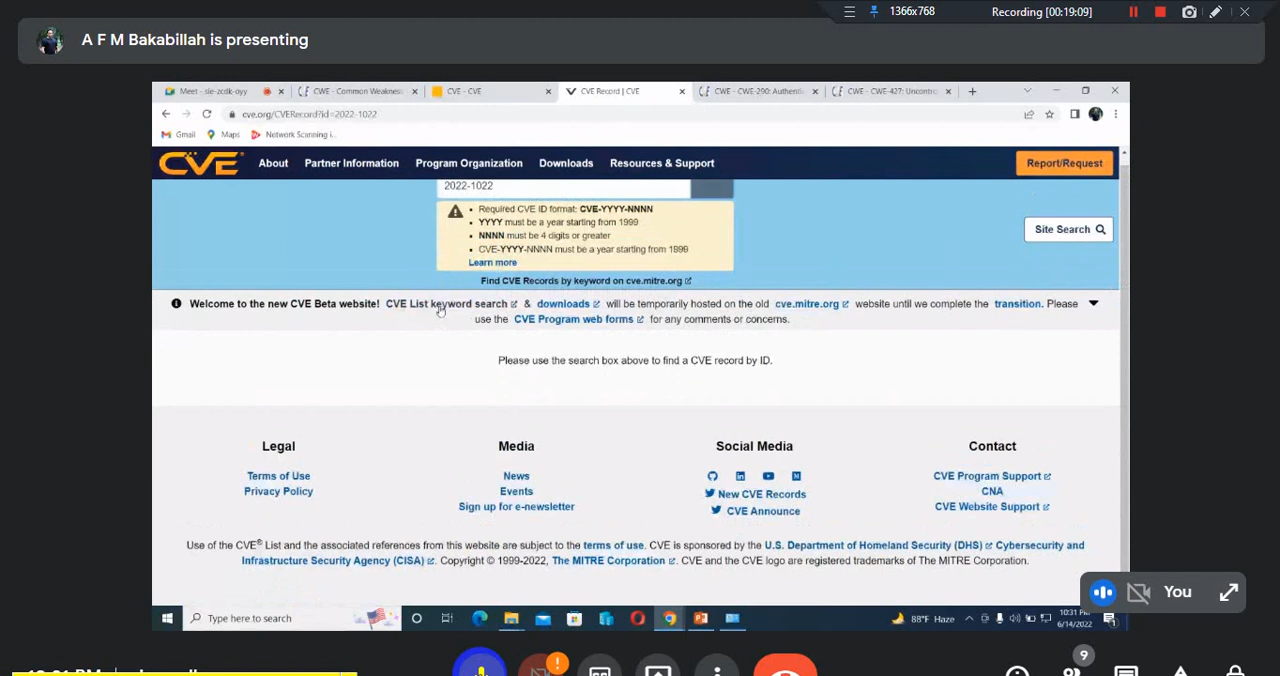 1366x768
Recording [00:19:09]
A F M Bakabillah is presenting
Meet - sie-zcdk-oyy
CWE - Common Weakness
CVE - CVE
CVE Record | CVE
CWE - CWE-290: Authenti
CWE - CWE-427: Uncontr
cve.org/CVERecord?id=2022-1022
Gmail
Maps
Network Scanning i...
CVE
About
Partner Information
Program Organization
Downloads
Resources & Support
Report/Request
2022-1022
Required CVE ID format: CVE-YYYY-NNNN
YYYY must be a year starting from 1999
NNNN must be 4 digits or greater
CVE-YYYY-NNNN must be a year starting from 1999
Learn more
Site Search
Find CVE Records by keyword on cve.mitre.org
Welcome to the new CVE Beta website! CVE List keyword search & downloads will be temporarily hosted on the old cve.mitre.org website until we complete the transition. Please
use the CVE Program web forms for any comments or concerns.
Please use the search box above to find a CVE record by ID.
Legal
Media
Social Media
Contact
Terms of Use
News
CVE Program Support
Privacy Policy
Events
New CVE Records
CNA
Sign up for e-newsletter
CVE Announce
CVE Website Support
Use of the CVE® List and the associated references from this website are subject to the terms of use. CVE is sponsored by the U.S. Department of Homeland Security (DHS) Cybersecurity and
Infrastructure Security Agency (CISA). Copyright © 1999-2022, The MITRE Corporation. CVE and the CVE logo are registered trademarks of The MITRE Corporation.
You
Type here to search
88°F Haze
10:31 PM
6/14/2022
9